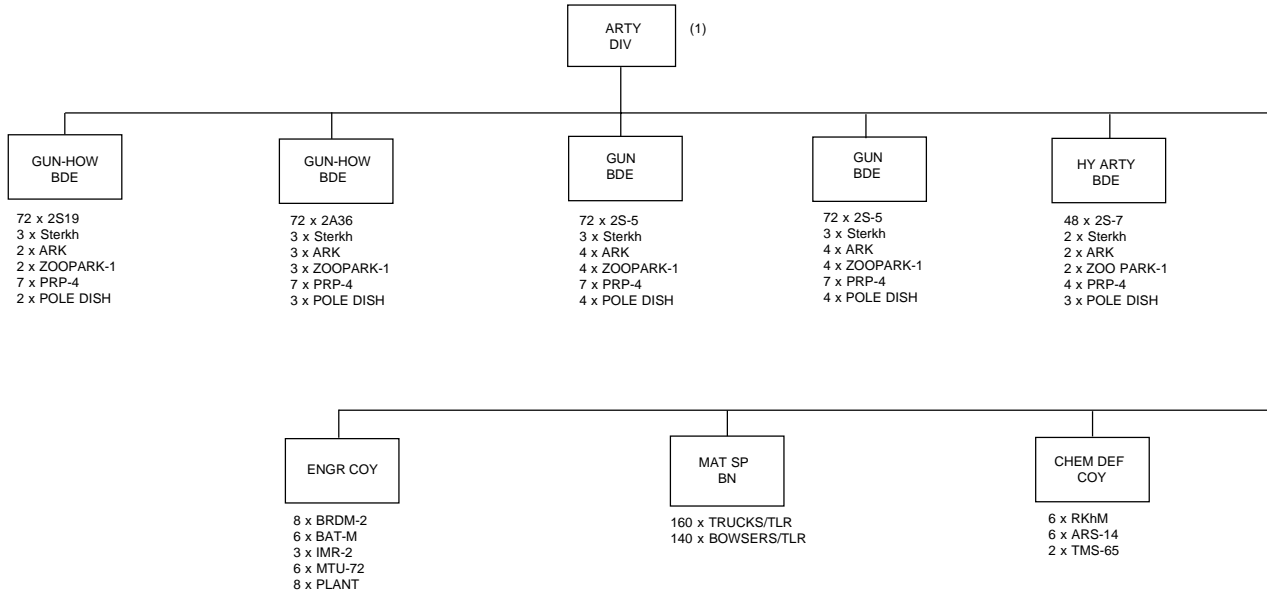 ARTY
DIV
(1)
GUN-HOW
BDE
72 x 2S19
3 x Sterkh
2 x ARK
2 x ZOOPARK-1
7 x PRP-4
2 x POLE DISH
GUN-HOW
BDE
72 x 2A36
3 x Sterkh
3 x ARK
3 x ZOOPARK-1
7 x PRP-4
3 x POLE DISH
GUN
BDE
72 x 2S-5
3 x Sterkh
4 x ARK
4 x ZOOPARK-1
7 x PRP-4
4 x POLE DISH
GUN
BDE
72 x 2S-5
3 x Sterkh
4 x ARK
4 x ZOOPARK-1
7 x PRP-4
4 x POLE DISH
HY ARTY
BDE
48 x 2S-7
2 x Sterkh
2 x ARK
2 x ZOO PARK-1
4 x PRP-4
3 x POLE DISH
ENGR COY
8 x BRDM-2
6 x BAT-M
3 x IMR-2
6 x MTU-72
8 x PLANT
MAT SP
BN
160 x TRUCKS/TLR
140 x BOWSERS/TLR
CHEM DEF
COY
6 x RKhM
6 x ARS-14
2 x TMS-65